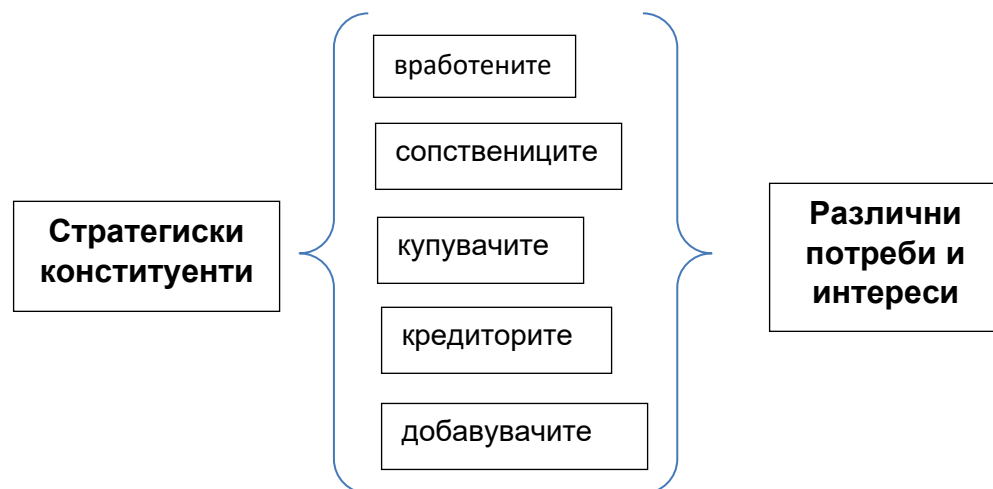 Стратегиски
конституенти
вработените
сопствениците
купувачите
кредиторите
добавувачите
Различни
потреби и
интереси